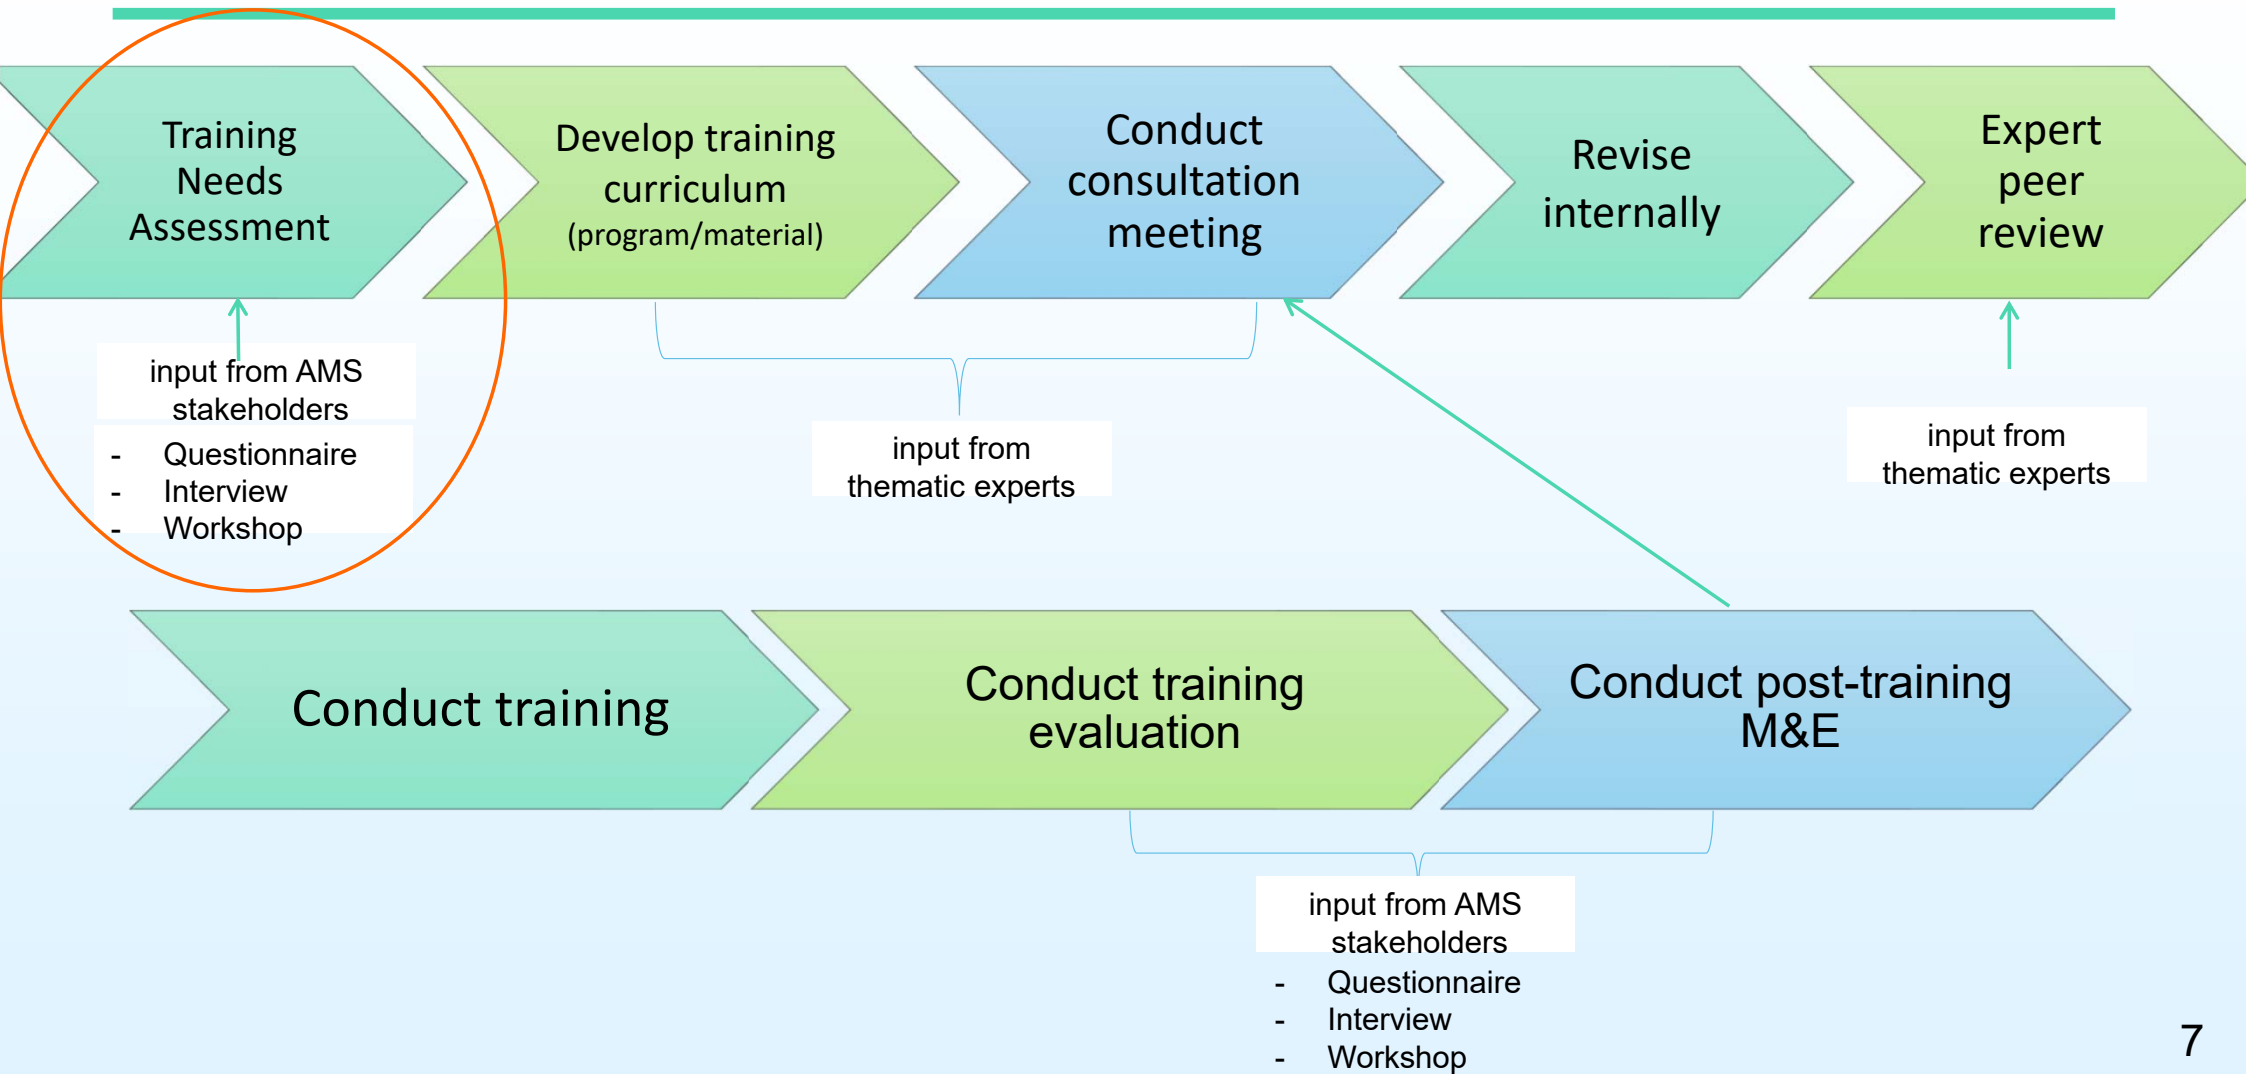 Training
Needs
Assessment
Develop training
curriculum
(program/material)
Conduct
consultation
meeting
Revise
internally
Expert
peer
review
input from AMS
stakeholders
- Questionnaire
- Interview
- Workshop
input from
thematic experts
input from
thematic experts
Conduct training
Conduct training
evaluation
Conduct post-training
M&E
input from AMS
stakeholders
- Questionnaire
- Interview
- Workshop
7